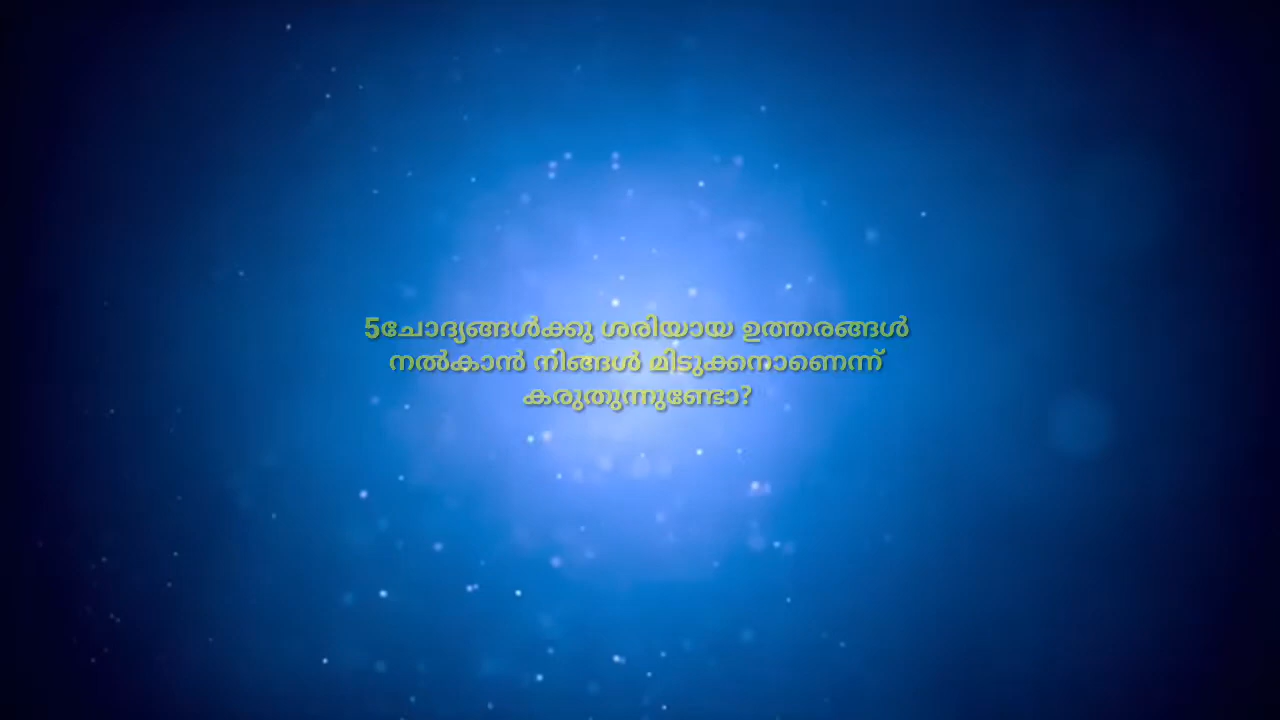 5ചോദ്യങ്ങൾക്കു ശരിയായ ഉത്തരങ്ങൾ
നൽകാൻ നിങ്ങൾ മിടുക്കനാണെന്ന്
കരുതുന്നുണ്ടോ?